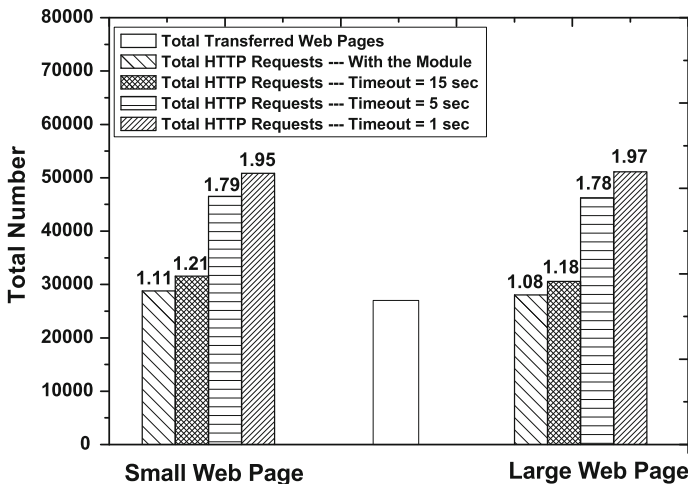 80000
70000
60000
50000
40000
30000
20000
10000
0
Total Number
Total Transferred Web Pages
Total HTTP Requests --- With the Module
Total HTTP Requests --- Timeout = 15 sec
Total HTTP Requests --- Timeout = 5 sec
Total HTTP Requests --- Timeout = 1 sec
1.11
1.21
1.79
1.95
1.08
1.18
1.78
1.97
Small Web Page
Large Web Page